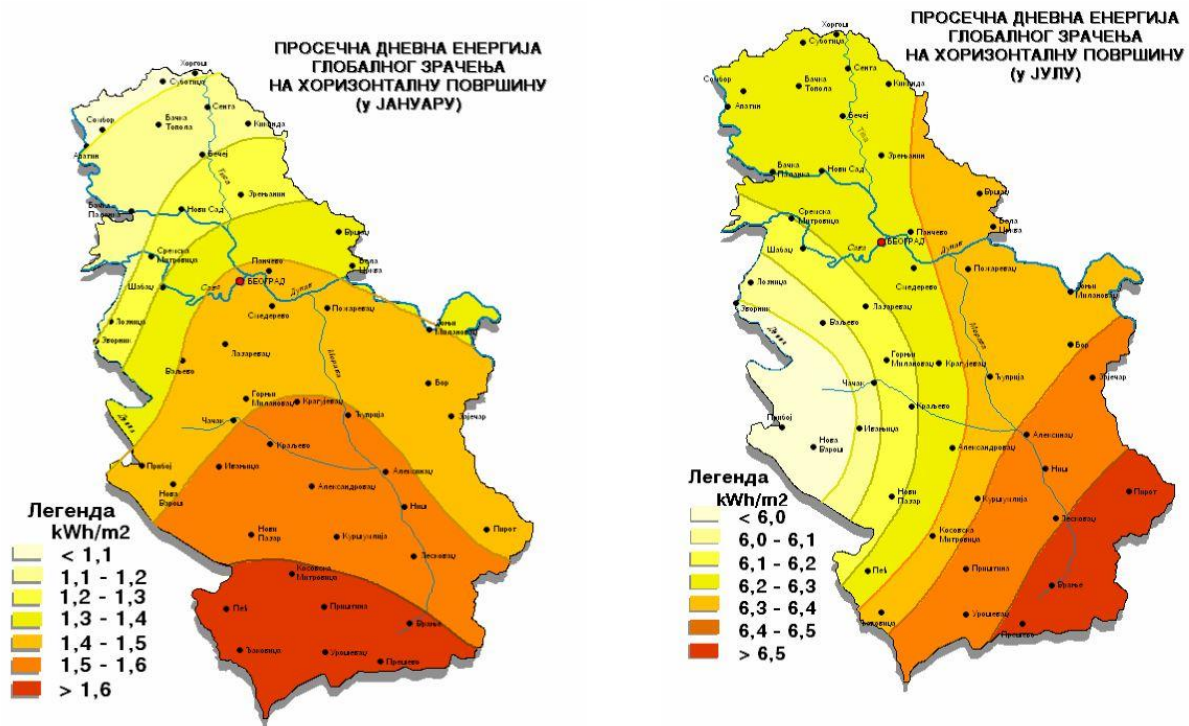 ПРОСЕЧНА ДНЕВНА ЕНЕРГИЈА
ГЛОБАЛНОГ ЗРАЧЕЊА
НА ХОРИЗОНТАЛНУ ПОВРШИНУ
(у ЈАНУАРУ)
Хоргош
Суботица
Сента
Сомбор
Бачка
Топола
Кикинда
Апатин
Бечеј
Тиса
Зрењанин
Нови Сад
Бачка
Паланка
Вршац
Сремска
Митровица
Панчево
Бела
Црква
Шабац
Сава
БЕОГРАД
Дунав
Смедерево
Пожаревац
Лозница
Зворник
Лазаревац
Ваљево
Морава
Бор
Горњи
Милановац
Крагујевац
Зајечар
Чачак
Ћуприја
Краљево
Прибој
Ивањица
Алексинац
Нова
Варош
Александровац
Ниш
Пирот
Нови
Пазар
Куршумлија
Лесковац
Косовска
Митровица
Пећ
Приштина
Врање
Ђаковица
Урошевац
Прешево
Легенда
kWh/m2
< 1,1
1,1 - 1,2
1,2 - 1,3
1,3 - 1,4
1,4 - 1,5
1,5 - 1,6
> 1,6
ПРОСЕЧНА ДНЕВНА ЕНЕРГИЈА
ГЛОБАЛНОГ ЗРАЧЕЊА
НА ХОРИЗОНТАЛНУ ПОВРШИНУ
(у ЈУЛУ)
Хоргош
Суботица
Сента
Сомбор
Бачка
Топола
Кикинда
Апатин
Бечеј
Тиса
Зрењанин
Бачка
Паланка
Нови Сад
Вршац
Сремска
Митровица
Панчево
Бела
Црква
Шабац
Сава
БЕОГРАД
Дунав
Смедерево
Пожаревац
Лозница
Зворник
Лазаревац
Ваљево
Морава
Бор
Горњи
Милановац
Крагујевац
Зајечар
Чачак
Ћуприја
Краљево
Прибој
Ивањица
Алексинац
Нова
Варош
Александровац
Ниш
Пирот
Нови
Пазар
Куршумлија
Лесковац
Косовска
Митровица
Пећ
Приштина
Врање
Ђаковица
Урошевац
Прешево
Легенда
kWh/m2
< 6,0
6,0 - 6,1
6,1 - 6,2
6,2 - 6,3
6,3 - 6,4
6,4 - 6,5
> 6,5